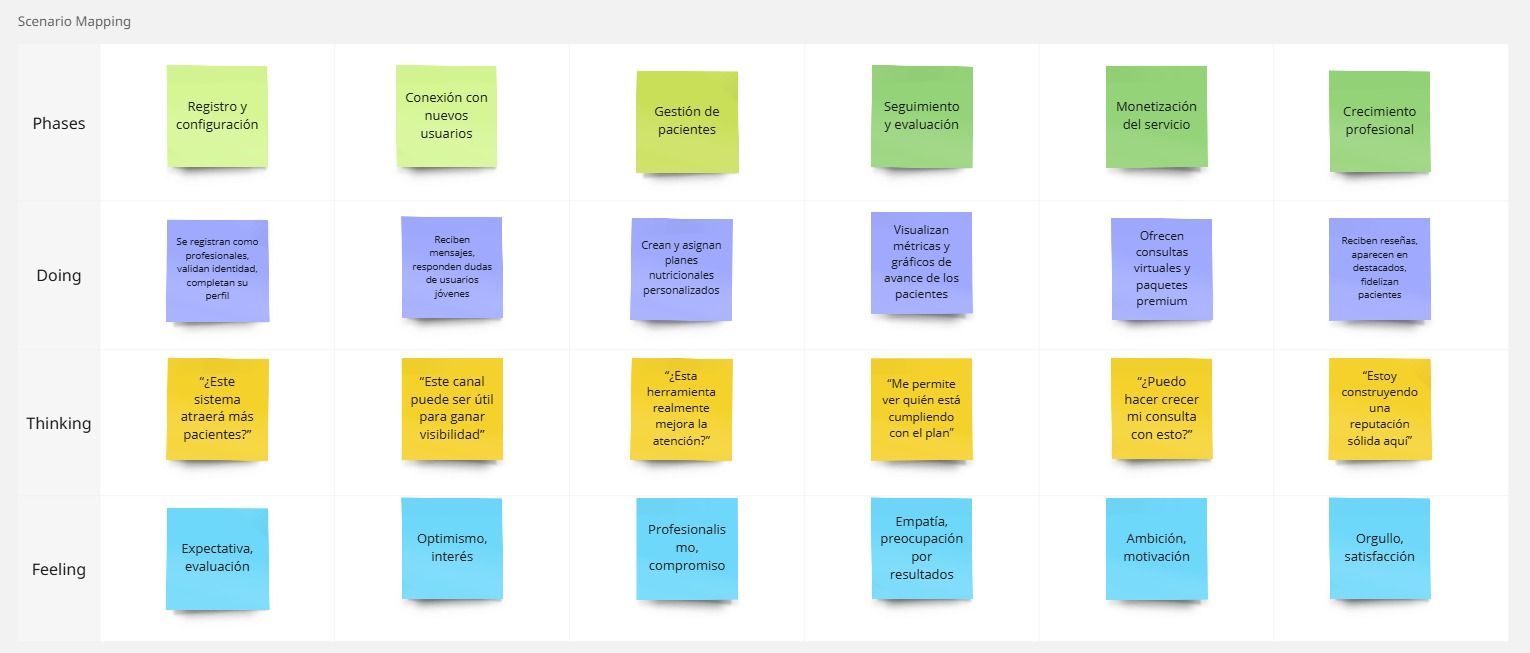 Scenario Mapping
Phases
Registro y
configuración
Conexión con
nuevos
usuarios
Gestión de
pacientes
Seguimiento
y evaluación
Monetización
del servicio
Crecimiento
profesional
Doing
Se registran como
profesionales,
validan identidad,
completan su
perfil
Reciben
mensajes,
responden dudas
de usuarios
jóvenes
Crean y asignan
planes
nutricionales
personalizados
Visualizan
métricas y
gráficos de
avance de los
pacientes
Ofrecen
consultas
virtuales y
paquetes
premium
Reciben reseñas,
aparecen en
destacados,
fidelizan
pacientes
Thinking
“¿Este
sistema
atraerá más
pacientes?”
“Este canal
puede ser útil
para ganar
visibilidad”
“¿Esta
herramienta
realmente
mejora la
atención?”
“Me permite
ver quién está
cumpliendo
con el plan”
“¿Puedo
hacer crecer
mi consulta
con esto?”
“Estoy
construyendo
una
reputación
sólida aquí”
Feeling
Expectativa,
evaluación
Optimismo,
interés
Profesionalis
mo,
compromiso
Empatía,
preocupación
por
resultados
Ambición,
motivación
Orgullo,
satisfacción